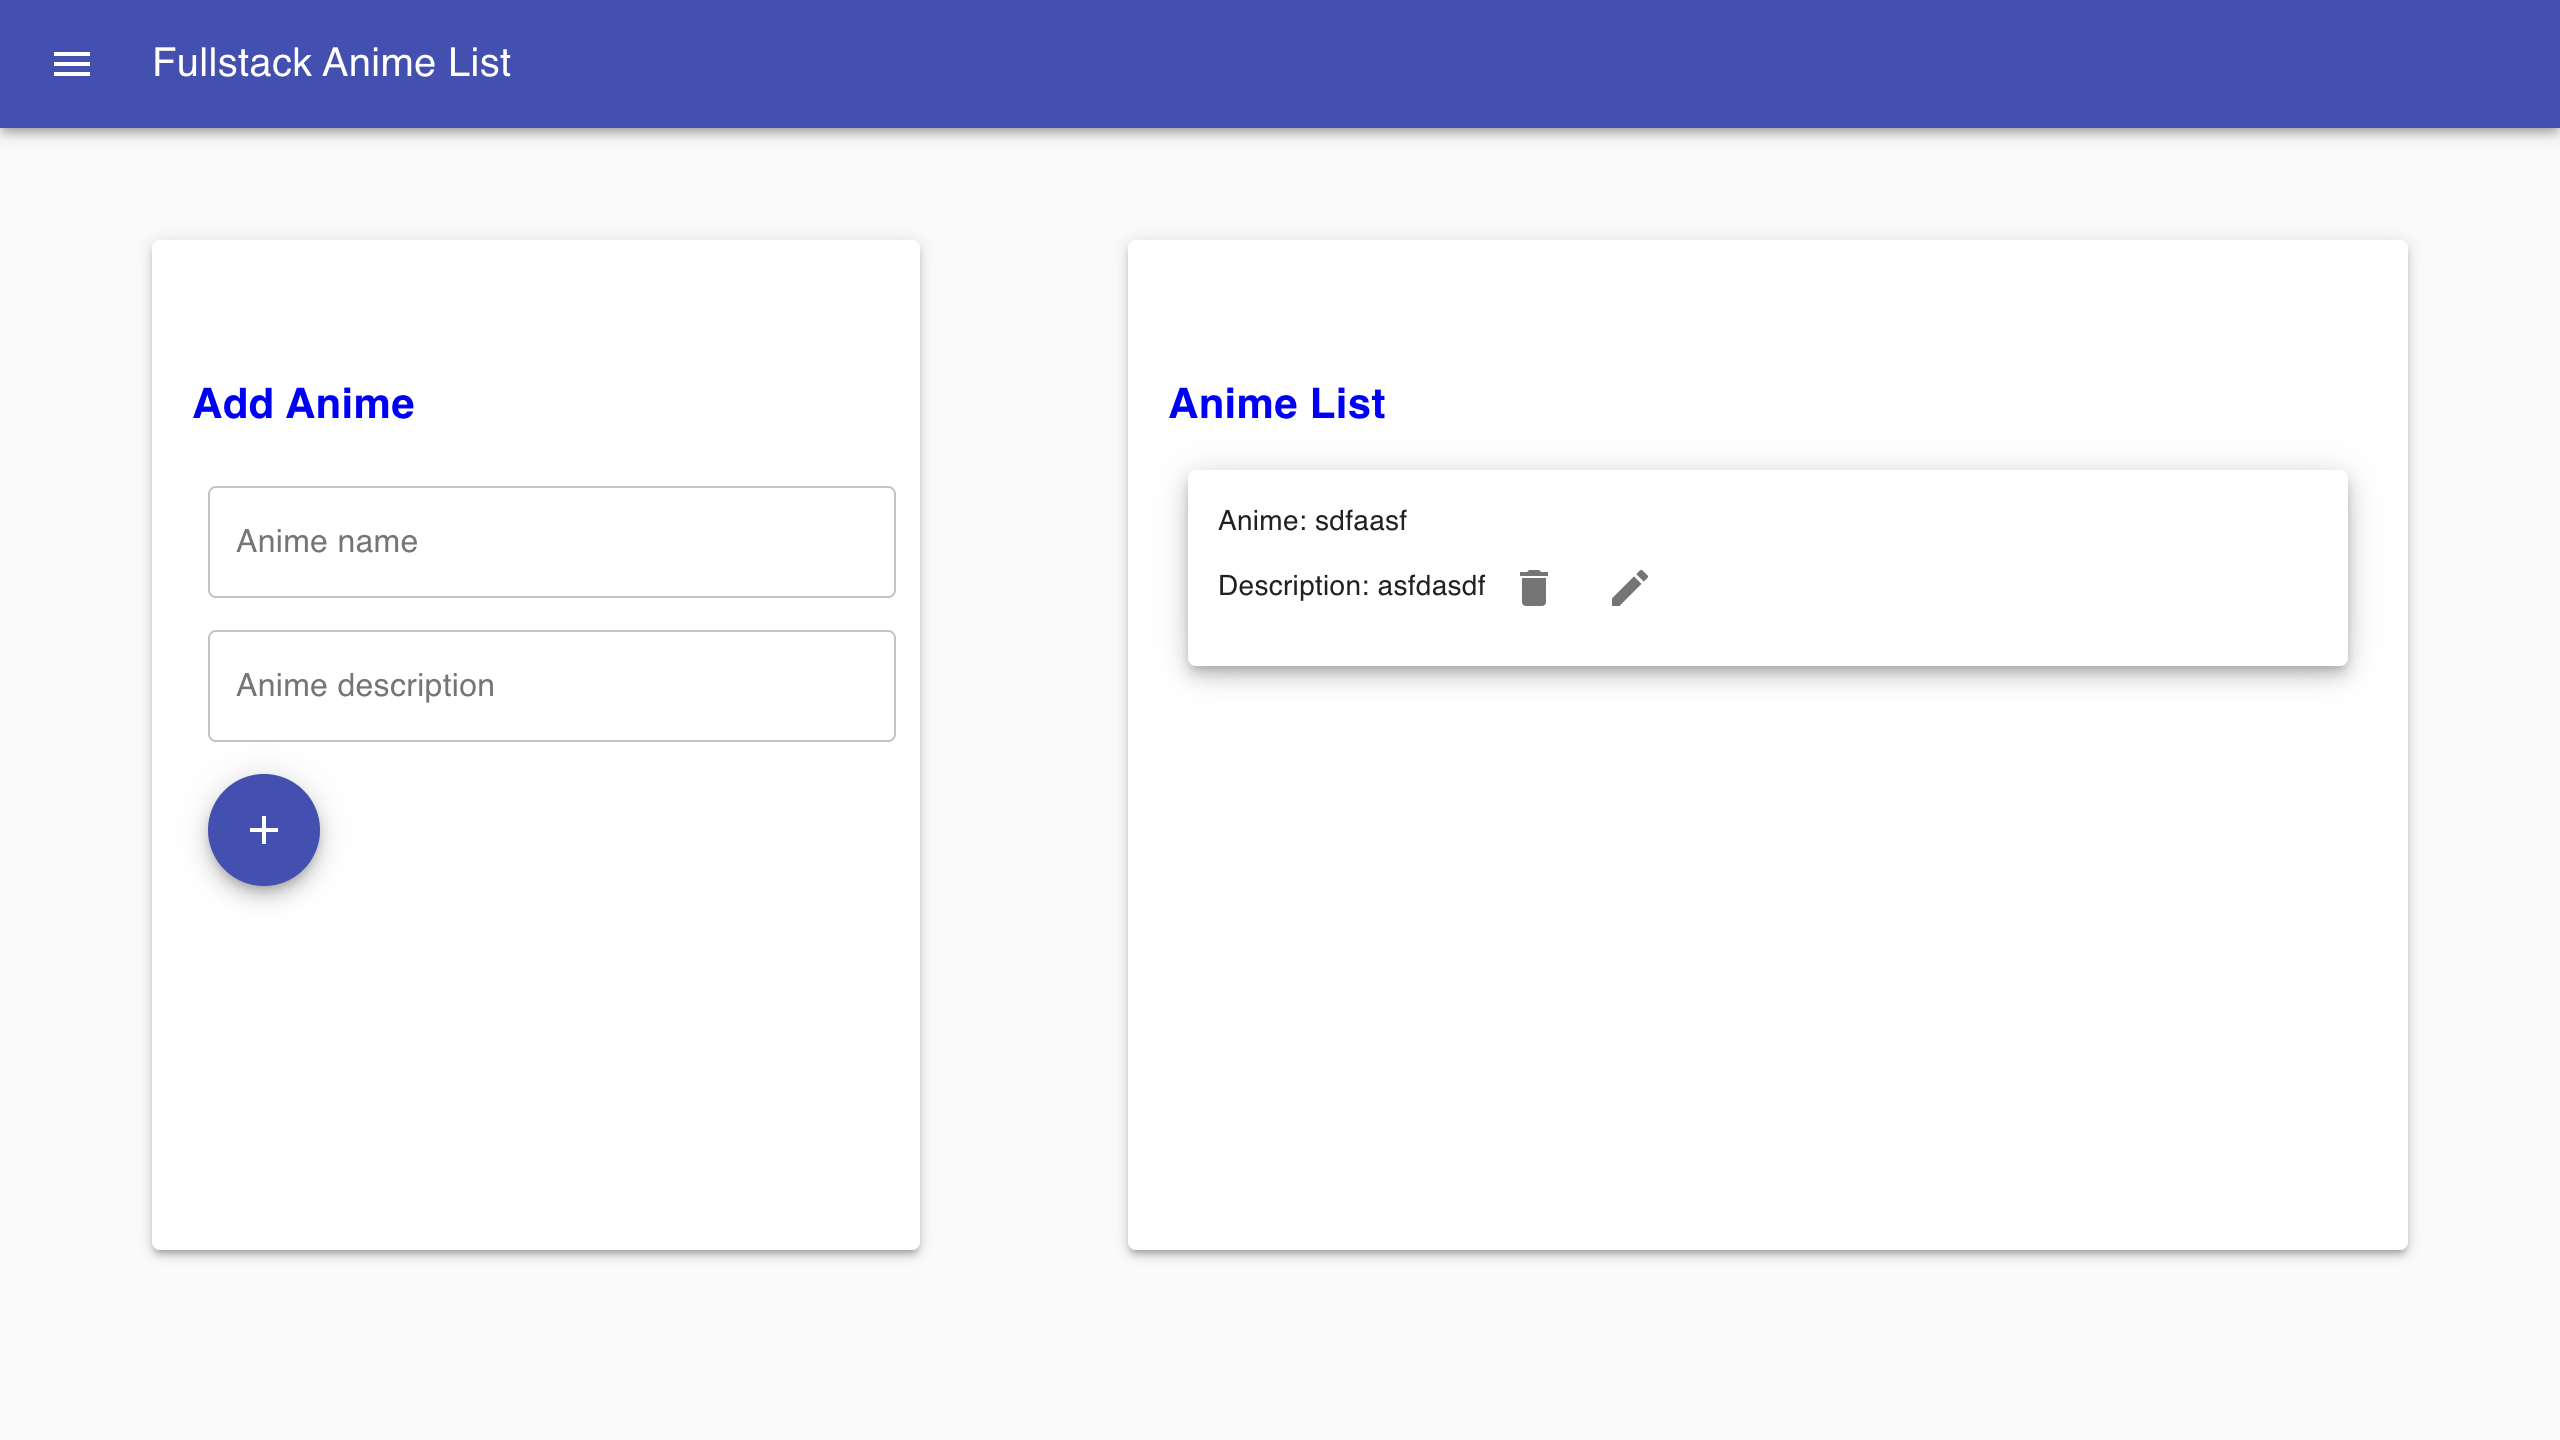 Fullstack Anime List
Add Anime
Anime name
Anime description
Anime List
Anime: sdfaasf
Description: asfdasdf